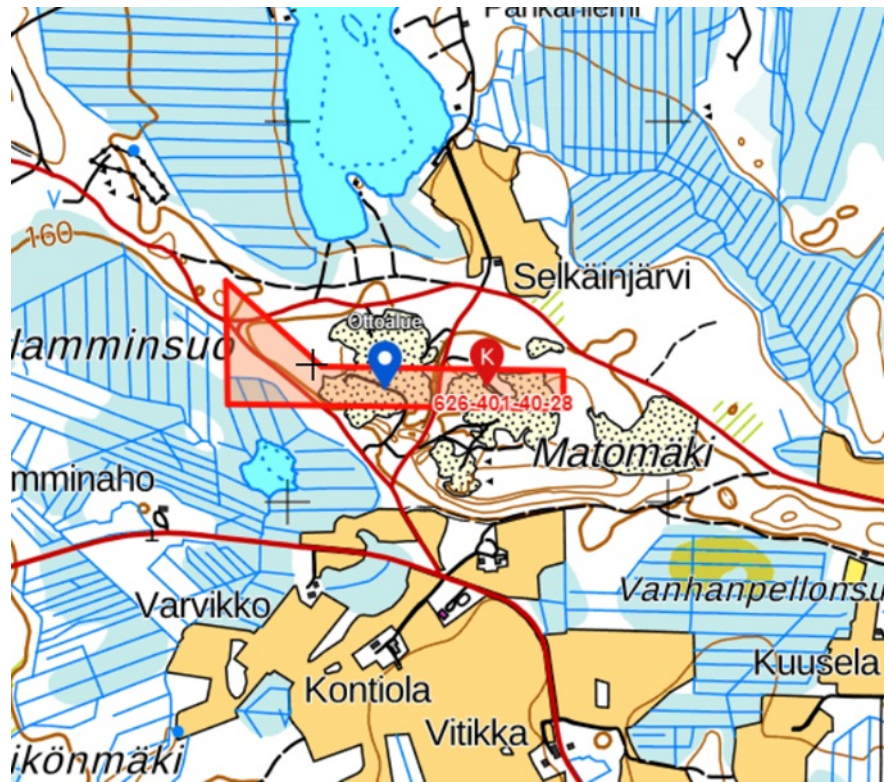 160
Selkäinjärvi
Ottoalue
K
626-401-40-28
Matomäki
Varvikko
Vanhanpellonsu
Kuusela
Kontiola
Vitikka
V
lamminsuo
mminaho
ikönmäki